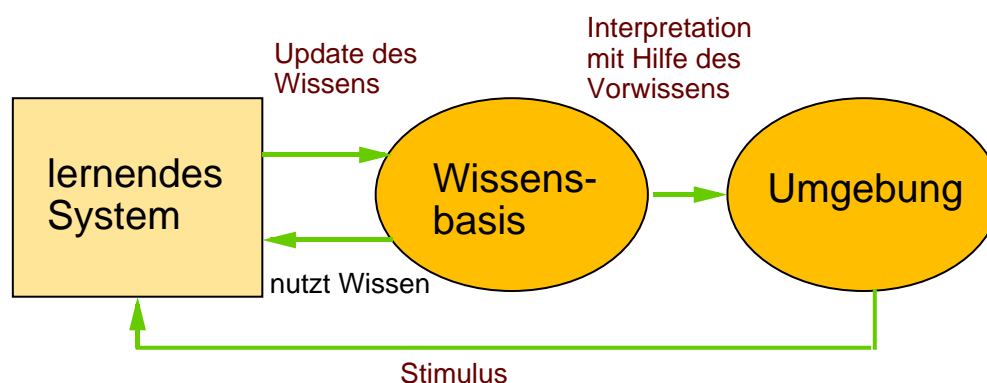 Update des
Wissens
Interpretation
mit Hilfe des
Vorwissens
lernendes
System
Wissens-
basis
Umgebung
nutzt Wissen
Stimulus